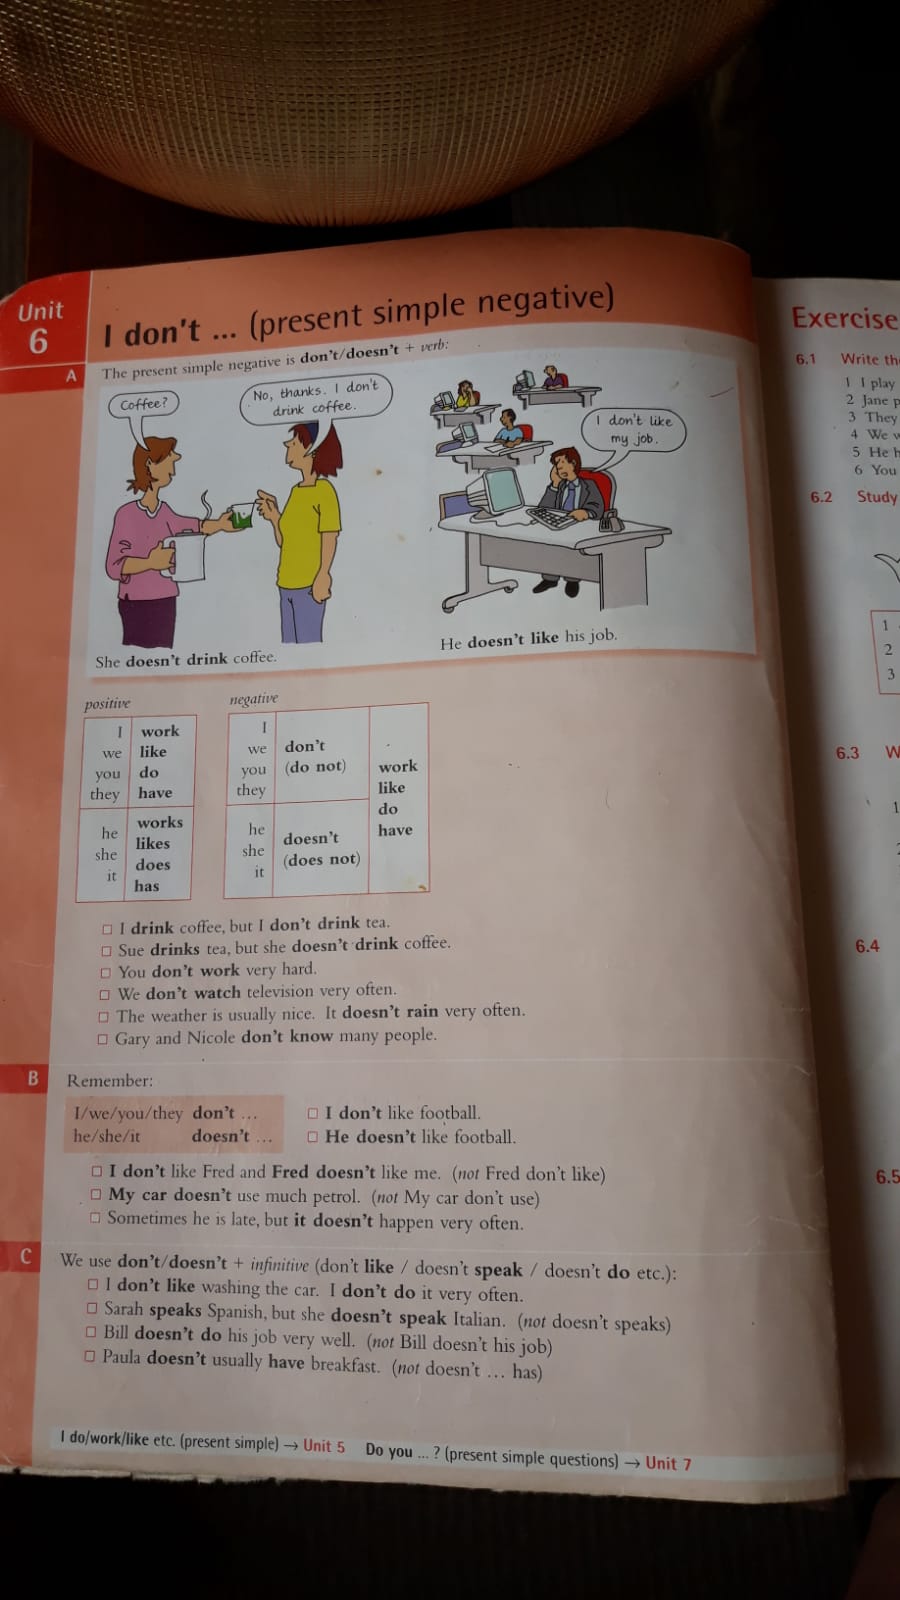 Unit
6
I don't ... (present simple negative)
A
The present simple negative is don't/doesn't + verb:
Coffee?
No, thanks. I don't
drink coffee.
I don't like
my job.
She doesn't drink coffee.
He doesn't like his job.
positive
I
we
you
they
work
like
do
have
he
she
it
works
likes
does
has
negative
I
we
you
they
don't
(do not)
he
she
it
doesn't
(does not)
work
like
do
have
I drink coffee, but I don't drink tea.
Sue drinks tea, but she doesn't drink coffee.
You don't work very hard.
We don't watch television very often.
The weather is usually nice. It doesn't rain very often.
Gary and Nicole don't know many people.
B
Remember:
I/we/you/they don't ...
he/she/it doesn't ...
I don't like football.
He doesn't like football.
I don't like Fred and Fred doesn't like me. (not Fred don't like)
My car doesn't use much petrol. (not My car don't use)
Sometimes he is late, but it doesn't happen very often.
C
We use don't/doesn't + infinitive (don't like / doesn't speak / doesn't do etc.):
I don't like washing the car. I don't do it very often.
Sarah speaks Spanish, but she doesn't speak Italian. (not doesn't speaks)
Bill doesn't do his job very well. (not Bill doesn't his job)
Paula doesn't usually have breakfast. (not doesn't ... has)
I do/work/like etc. (present simple) → Unit 5 Do you ... ? (present simple questions) → Unit 7
Exercise
6.1 Write
1 I play
2 Jane
3 They
4 We
5 He
6 You
6.2 Study
1
2
3
6.3
1
2
6.4
6.5